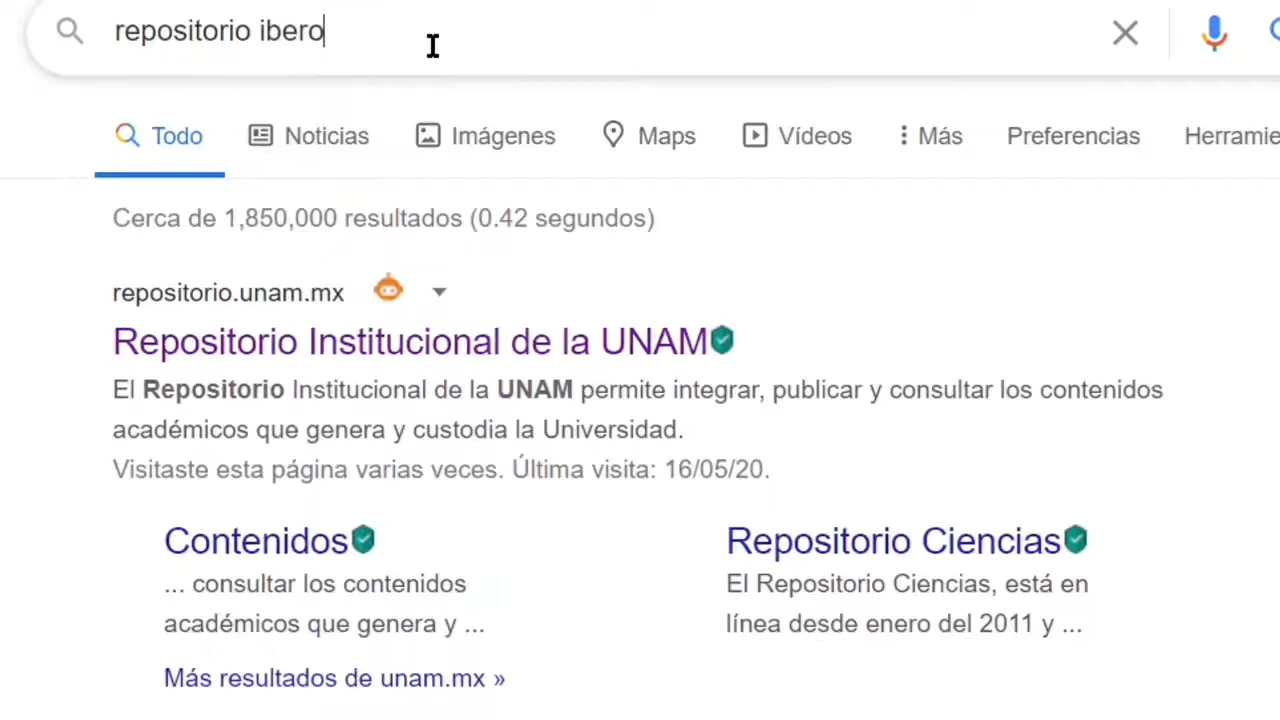 repositorio ibero
Todo Noticias Imágenes Maps Vídeos Más Preferencias Herramie
Cerca de 1,850,000 resultados (0.42 segundos)
repositorio.unam.mx
Repositorio Institucional de la UNAM
El Repositorio Institucional de la UNAM permite integrar, publicar y consultar los contenidos
académicos que genera y custodia la Universidad.
Visitaste esta página varias veces. Última visita: 16/05/20.
Contenidos
... consultar los contenidos
académicos que genera y ...
Repositorio Ciencias
El Repositorio Ciencias, está en
línea desde enero del 2011 y ...
Más resultados de unam.mx »